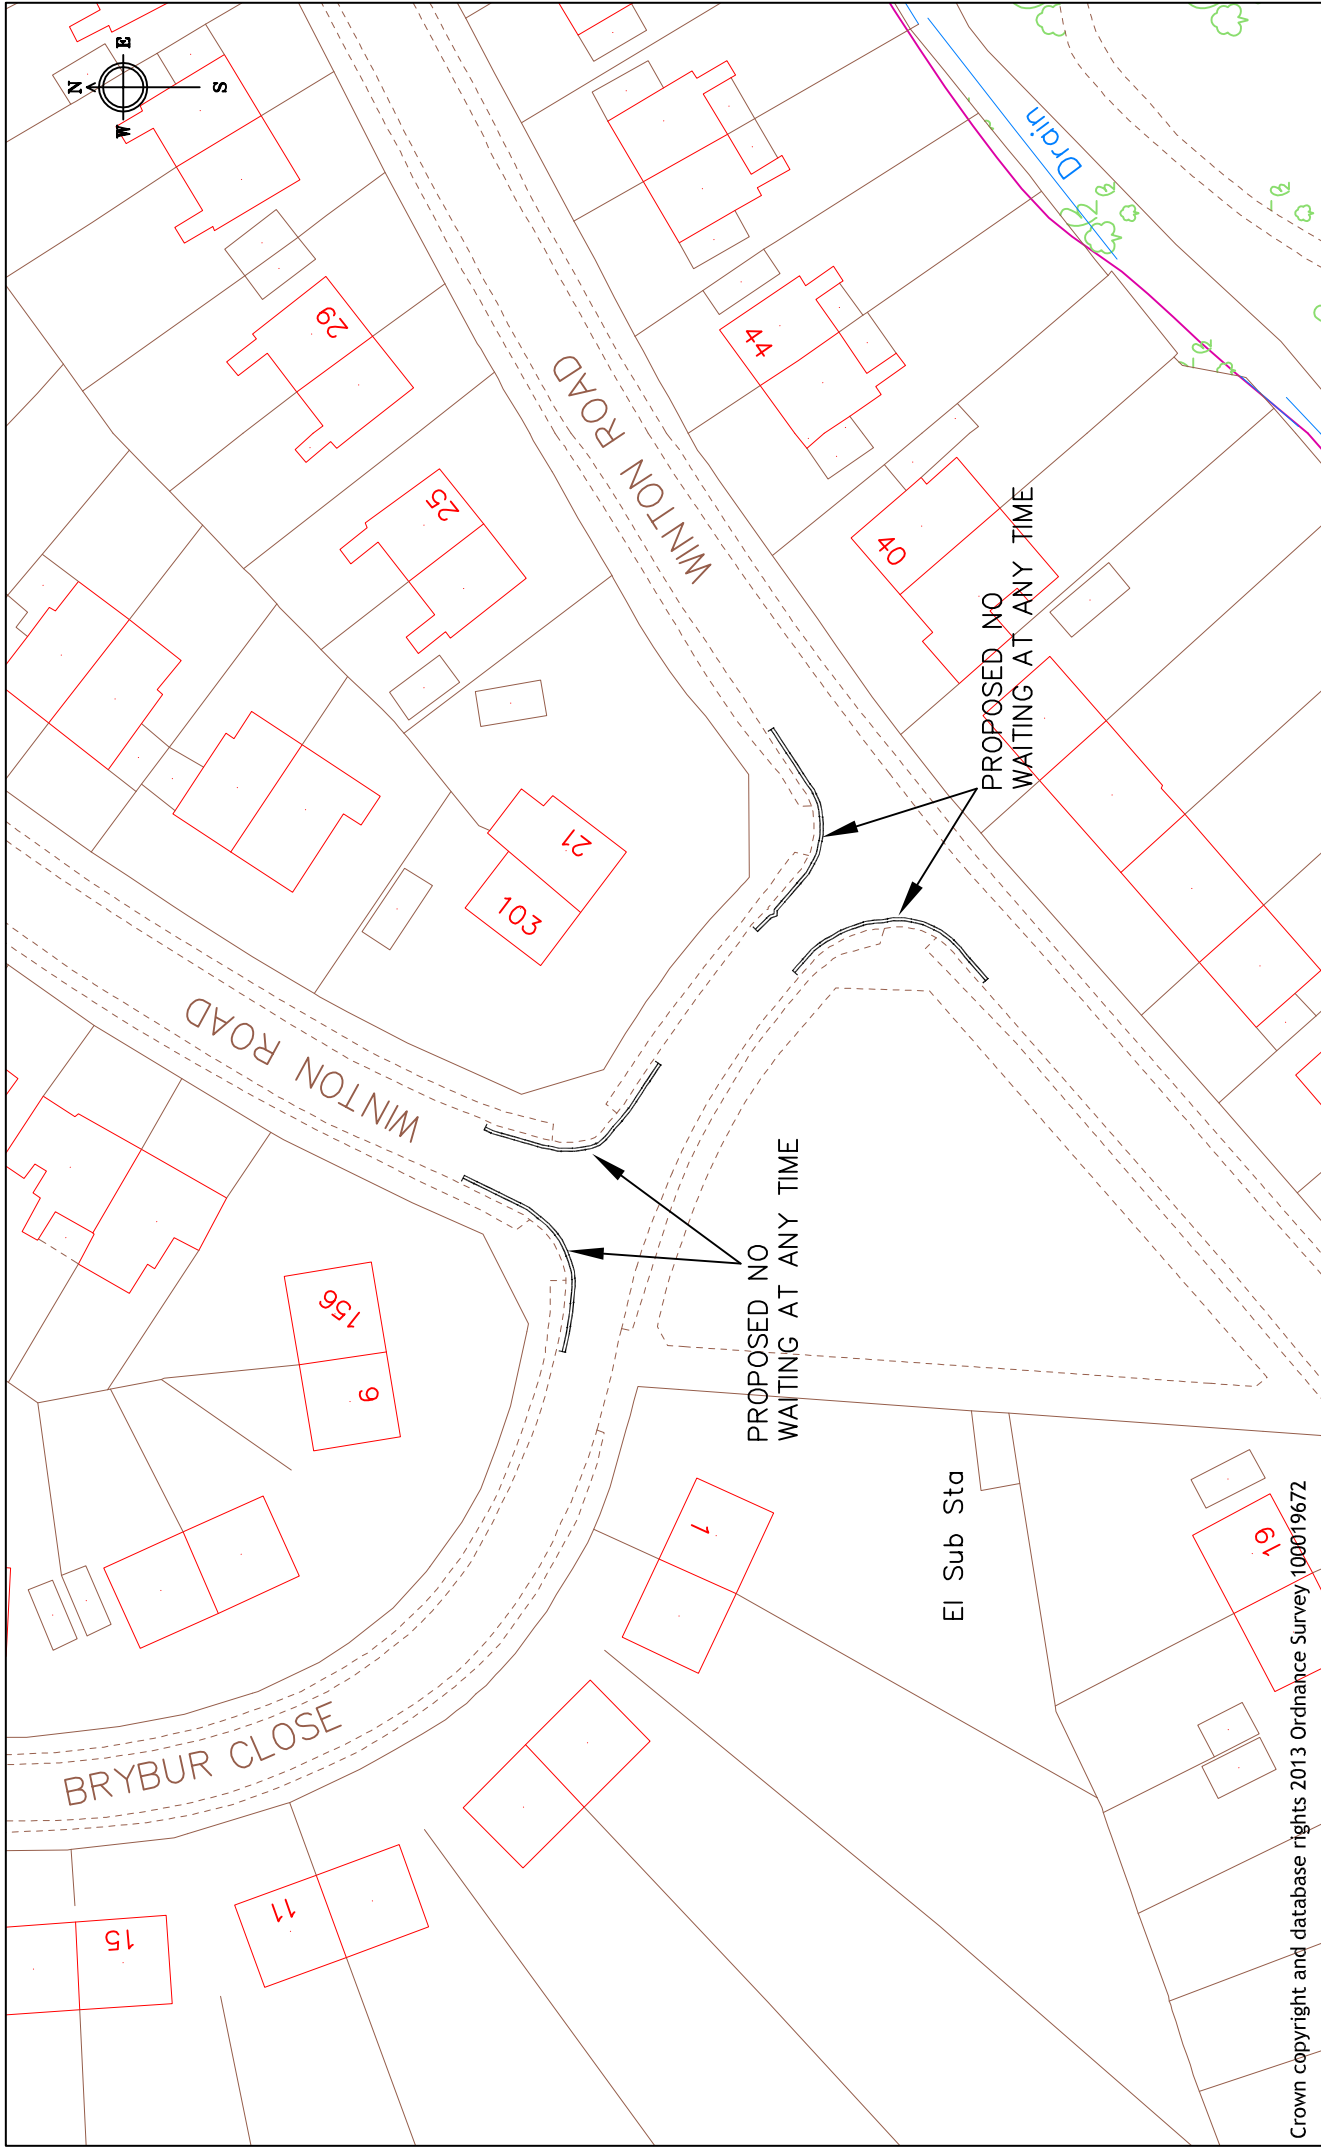 N
W E
S
29
25
WINTON ROAD
44
40
Drain
21
103
WINTON ROAD
PROPOSED NO
WAITING AT ANY TIME
156
9
PROPOSED NO
WAITING AT ANY TIME
1
El Sub Sta
19
BRYBUR CLOSE
11
15
Crown copyright and database rights 2013 Ordnance Survey 100019672